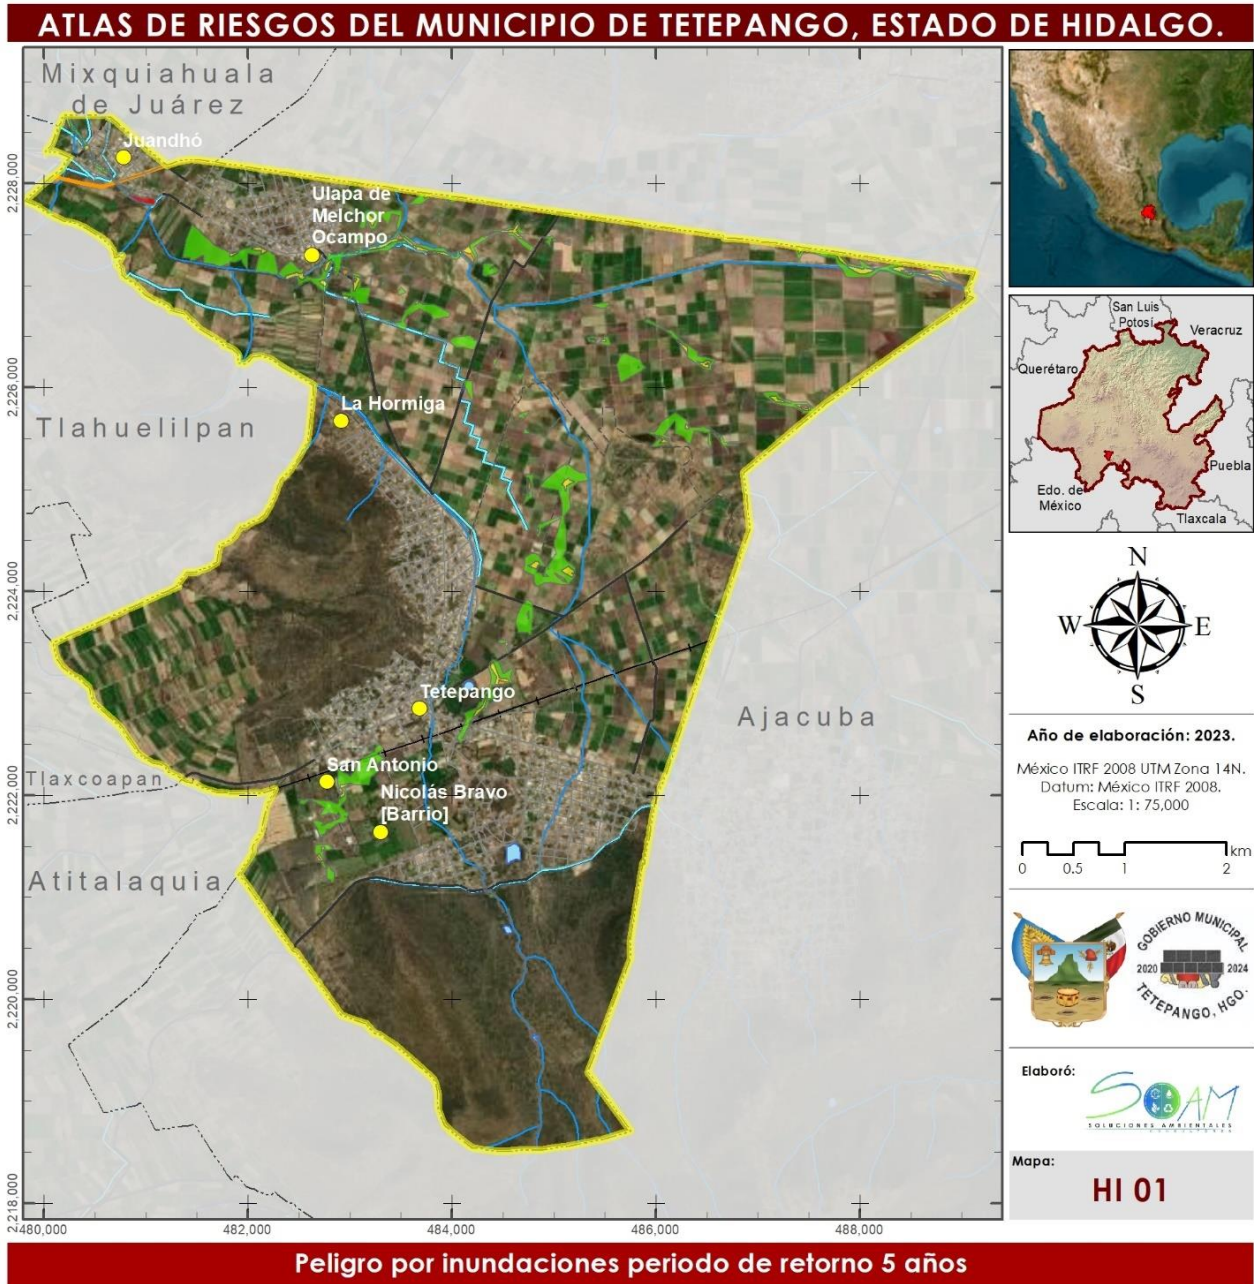 ATLAS DE RIESGOS DEL MUNICIPIO DE TETEPANGO, ESTADO DE HIDALGO.
Mixquiahuala
de Juárez
Juandhó
Ulapa de
Melchor
Ocampo
La Hormiga
Tlahuelilpan
Tetepango
Ajacuba
San Antonio
Tlaxcoapan
Nicolás Bravo
[Barrio]
Atitalaquia
2,228,000
2,226,000
2,224,000
2,222,000
2,220,000
2,218,000
480,000
482,000
484,000
486,000
488,000
San Luis
Potosí
Veracruz
Querétaro
Puebla
Edo. de
México
Tlaxcala
N
W
E
S
Año de elaboración: 2023.
México ITRF 2008 UTM Zona 14N.
Datum: México ITRF 2008.
Escala: 1: 75,000
km
0 0.5 1 2
GOBIERNO MUNICIPAL
2020 2024
TETEPANGO, HGO.
Elaboró:
SOAM
SOLUCIONES AMBIENTALES
Mapa:
HI 01
Peligro por inundaciones periodo de retorno 5 años